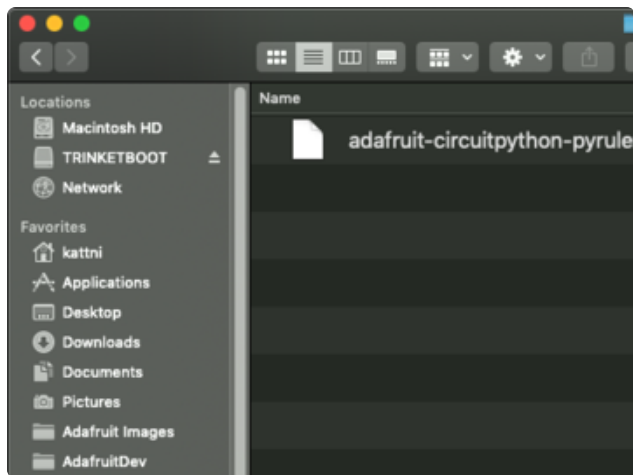 Locations
Macintosh HD
TRINKETBOOT
Network
Favorites
kattni
Applications
Desktop
Downloads
Documents
Pictures
Adafruit Images
AdafruitDev
Name
adafruit-circuitpython-pyrule